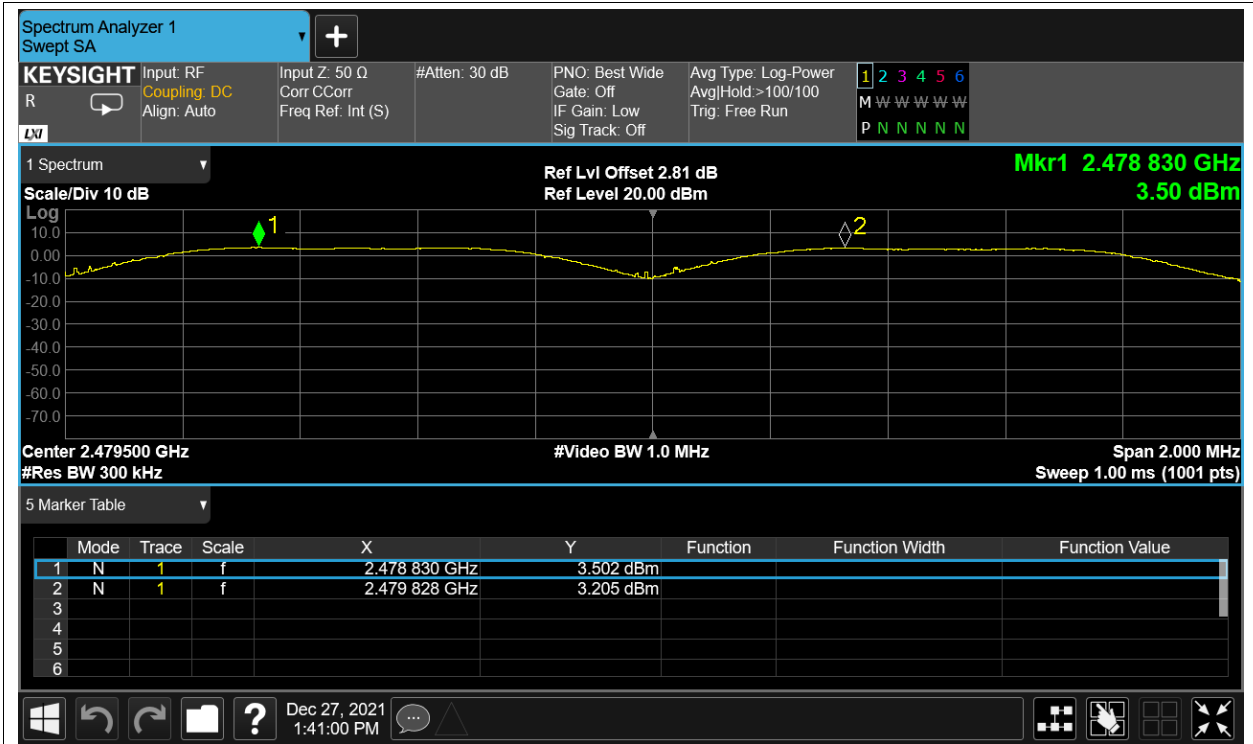 Spectrum Analyzer 1
Swept SA
KEYSIGHT
R
LXI
Input: RF
Coupling: DC
Align: Auto
Input Z: 50 Ω
Corr CCorr
Freq Ref: Int (S)
#Atten: 30 dB
PNO: Best Wide
Gate: Off
IF Gain: Low
Sig Track: Off
Avg Type: Log-Power
Avg|Hold:>100/100
Trig: Free Run
1 2 3 4 5 6
M W W W W W
P N N N N N
1 Spectrum
Scale/Div 10 dB
Ref Lvl Offset 2.81 dB
Ref Level 20.00 dBm
Mkr1 2.478 830 GHz
3.50 dBm
Log
10.0
0.00
-10.0
-20.0
-30.0
-40.0
-50.0
-60.0
-70.0
1
2
Center 2.479500 GHz
#Res BW 300 kHz
#Video BW 1.0 MHz
Span 2.000 MHz
Sweep 1.00 ms (1001 pts)
5 Marker Table
Mode Trace Scale X Y Function Function Width Function Value
1 N 1 f 2.478 830 GHz 3.502 dBm
2 N 1 f 2.479 828 GHz 3.205 dBm
3
4
5
6
?
Dec 27, 2021
1:41:00 PM